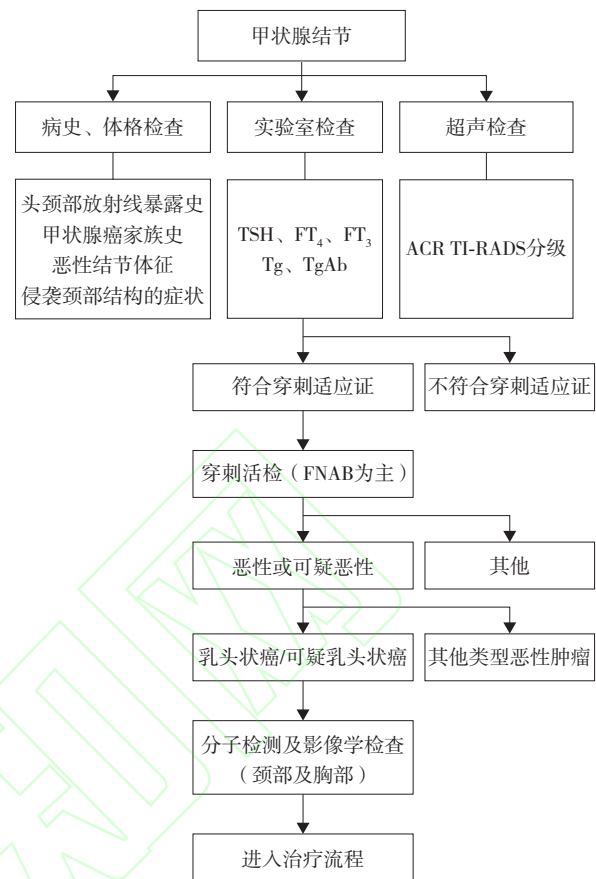 甲状腺结节
病史、体格检查
实验室检查
超声检查
头颈部放射线暴露史
甲状腺癌家族史
恶性结节体征
侵袭颈部结构的症状
TSH、FT₄、FT₃
Tg、TgAb
ACR TI-RADS分级
符合穿刺适应证
不符合穿刺适应证
穿刺活检（FNAB为主）
恶性或可疑恶性
其他
乳头状癌/可疑乳头状癌
其他类型恶性肿瘤
分子检测及影像学检查
（颈部及胸部）
进入治疗流程